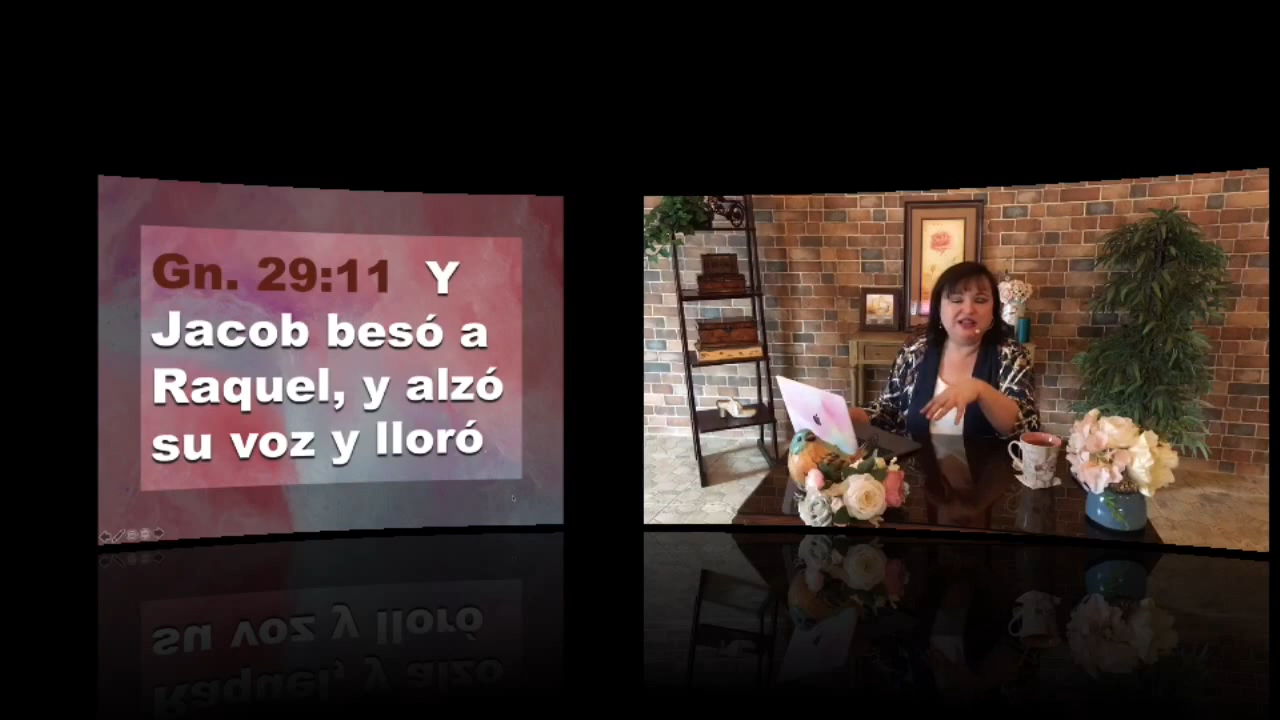 Gn. 29:11 Y
Jacob besó a
Raquel, y alzó
su voz y lloró